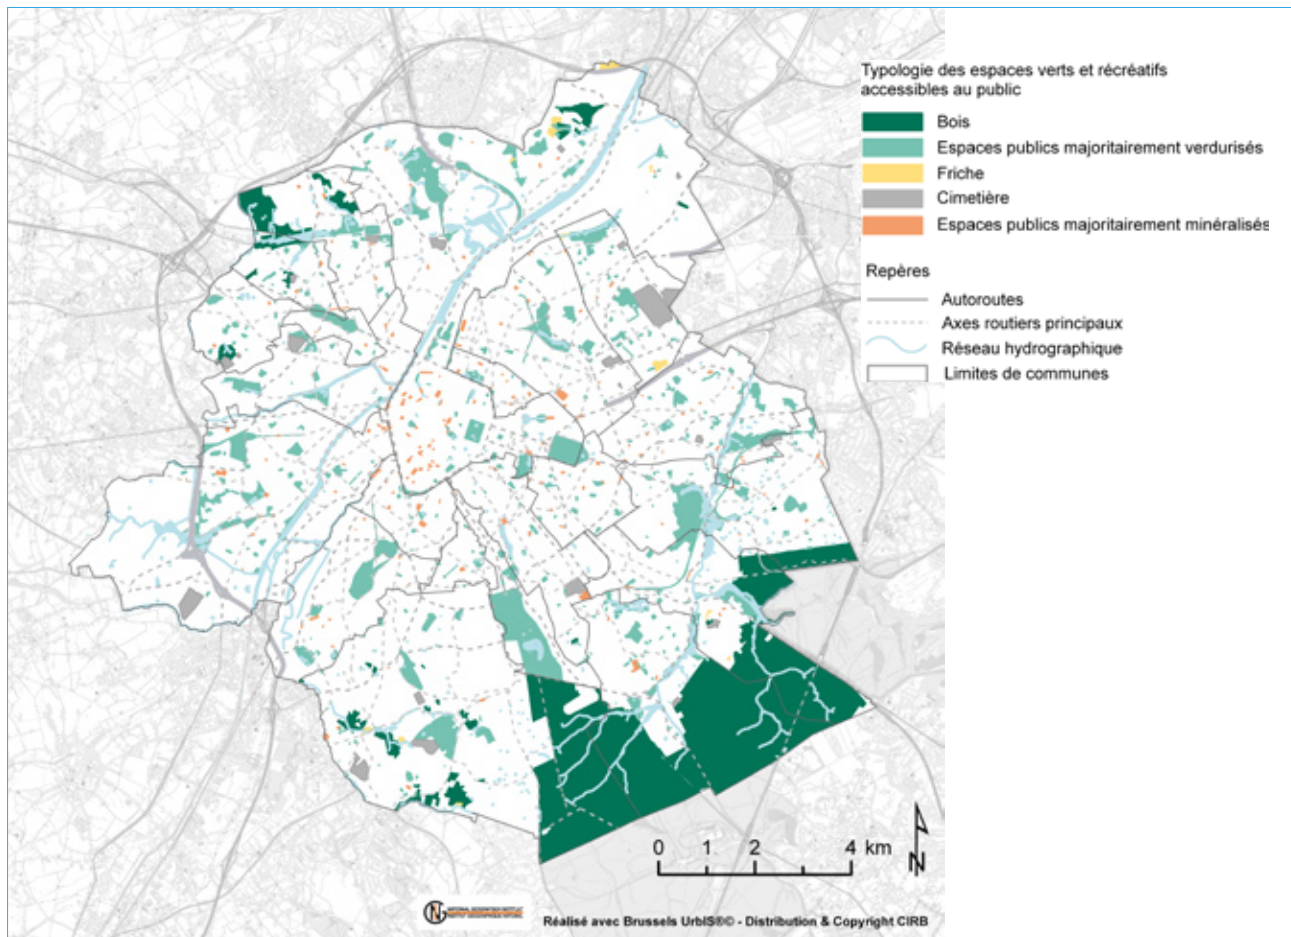 Typologie des espaces verts et récréatifs
accessibles au public
Bois
Espaces publics majoritairement verdurisés
Friche
Cimetière
Espaces publics majoritairement minéralisés
Repères
Autoroutes
Axes routiers principaux
Réseau hydrographique
Limites de communes
0 1 2 4 km
N
Réalisé avec Brussels UrbIS®© - Distribution & Copyright CIRB